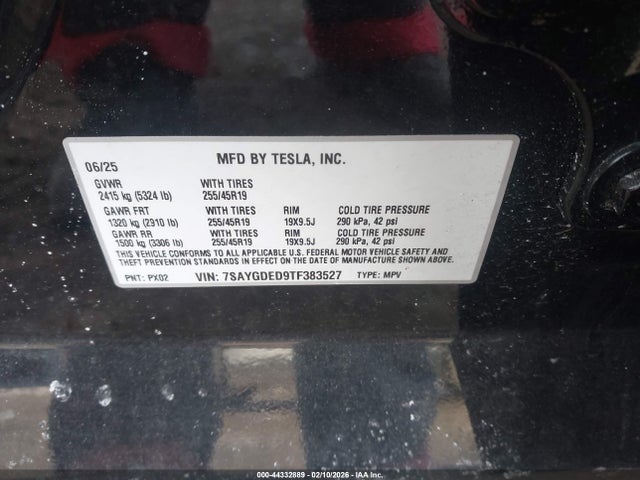 06/25 MFD BY TESLA, INC.
GVWR WITH TIRES
2415 kg (5324 lb) 255/45R19
GAWR FRT WITH TIRES RIM COLD TIRE PRESSURE
1320 kg (2910 lb) 255/45R19 19X9.5J 290 kPa, 42 psi
GAWR RR WITH TIRES RIM COLD TIRE PRESSURE
1500 kg (3306 lb) 255/45R19 19X9.5J 290 kPa, 42 psi
THIS VEHICLE CONFORMS TO ALL APPLICABLE U.S. FEDERAL MOTOR VEHICLE SAFETY AND
THEFT PREVENTION STANDARDS IN EFFECT ON THE DATE OF MANUFACTURE SHOWN ABOVE.
PNT: PX02 VIN: 7SAYGDED9TF383527 TYPE: MPV
000-44332889 - 02/10/2026 - IAA Inc.